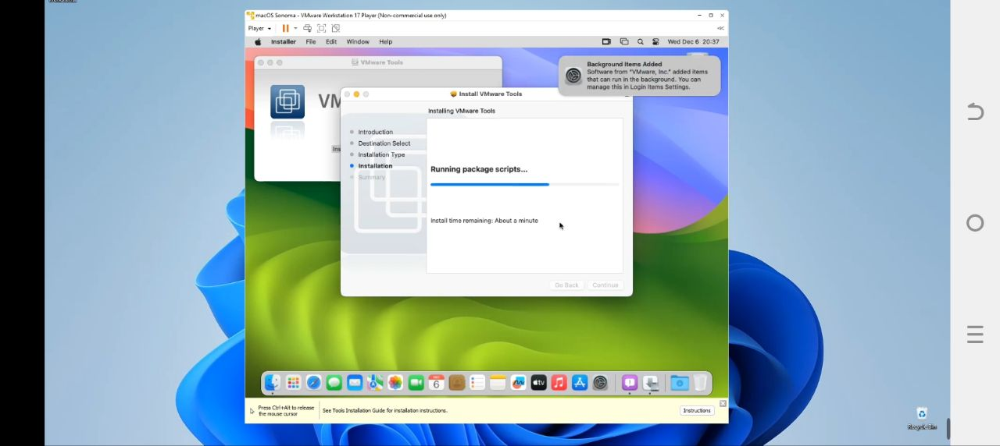 macOS Sonoma - VMware Workstation 17 Player (Non-commercial use only)
Player
Installer File Edit Window Help Wed Dec 6 20:37
VMware Tools
Background Items Added
Software from "VMware, Inc." added items
that can run in the background. You can
manage this in Login Items Settings.
VM
Ins
Install VMware Tools
Installing VMware Tools
Introduction
Destination Select
Installation Type
Installation
Summary
Running package scripts...
Install time remaining: About a minute
Go Back Continue
6
tv
Press Ctrl+Alt to release
the mouse cursor
See Tools Installation Guide for installation instructions.
Instructions
Recycle Bin